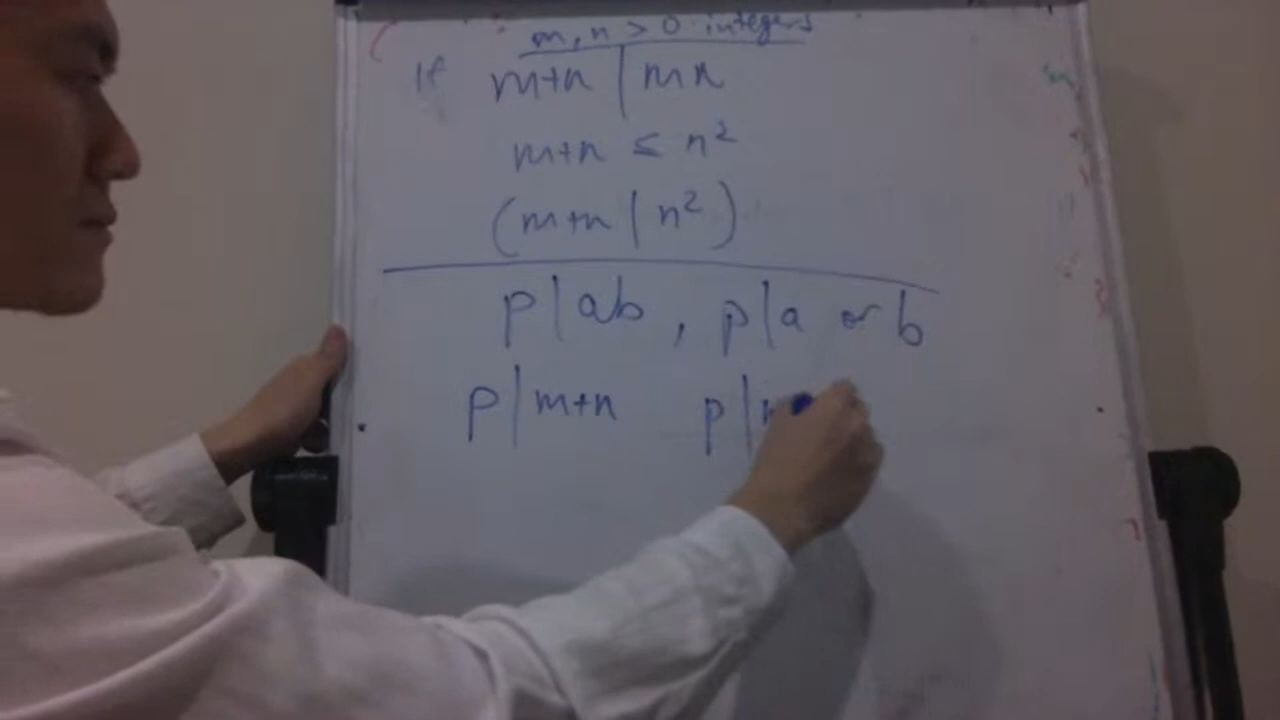 m, n > 0 integers
If m+n | mn
m+n ≤ n²
(m+n | n²)
p|ab, p|a or b
p|m+n p|